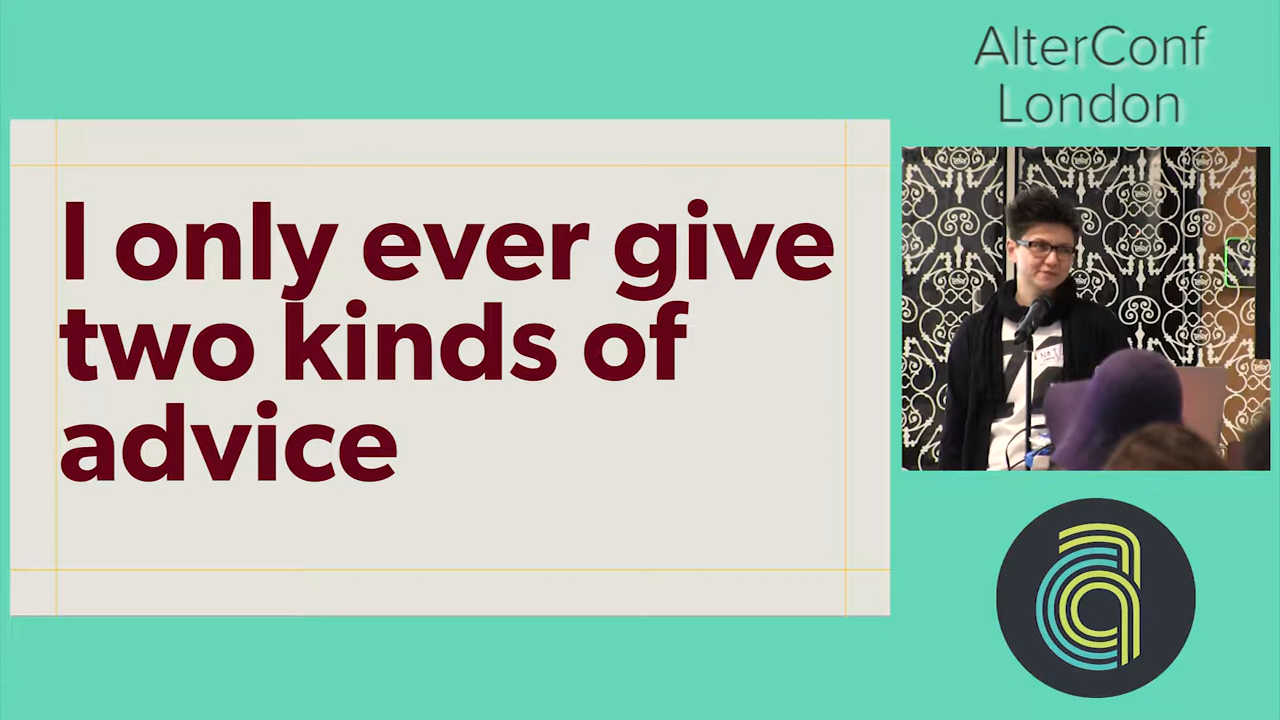 AlterConf
London
I only ever give
two kinds of
advice